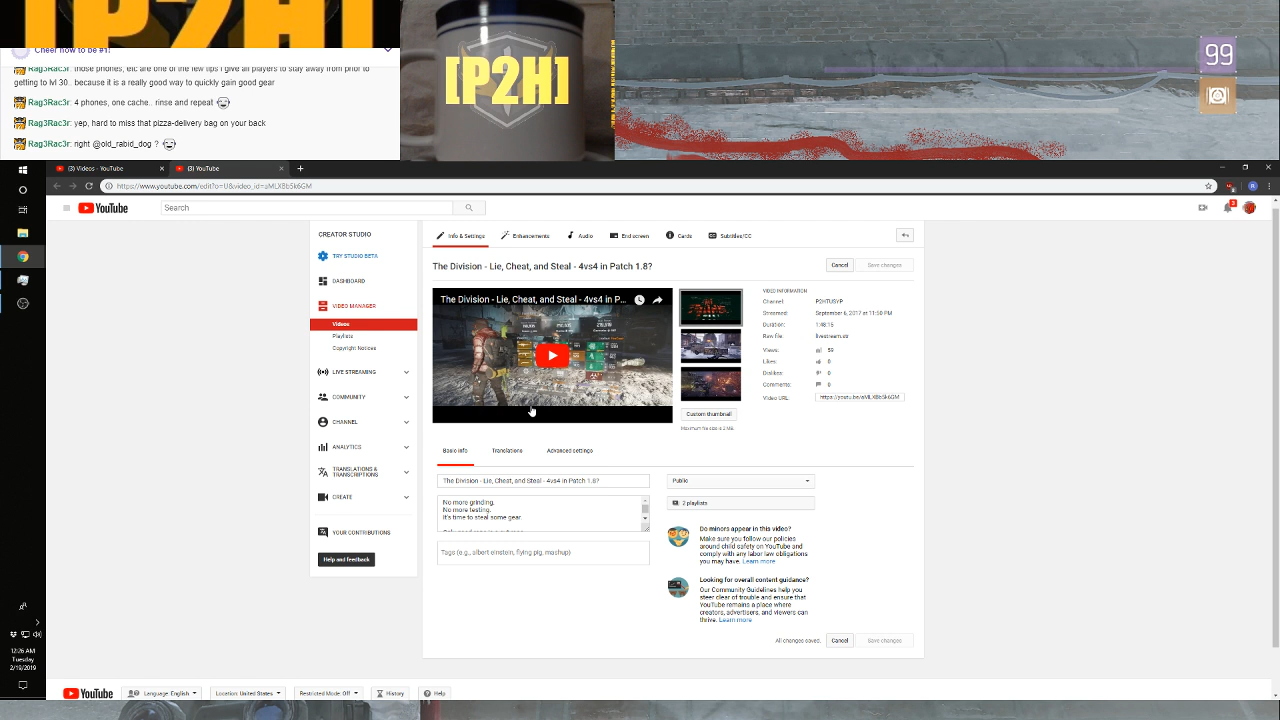 [P2H]
Cheer now to be #1!
Rag3Rac3r: those phones, etc are one of the few tips i give all players to stay away from prior to
getting to lvl 30.. because it is a really good way to quickly gain good gear
Rag3Rac3r: 4 phones, one cache.. rinse and repeat
Rag3Rac3r: yep, hard to miss that pizza-delivery bag on your back
Rag3Rac3r: right @old_rabid_dog ?
[P2H]
99
(3) Videos - YouTube
(3) YouTube
https://www.youtube.com/edit?o=U&video_id=aMLXBb5k6GM
YouTube
Search
CREATOR STUDIO
TRY STUDIO BETA
DASHBOARD
VIDEO MANAGER
Videos
Playlists
Copyright Notices
LIVE STREAMING
COMMUNITY
CHANNEL
ANALYTICS
TRANSLATIONS &
TRANSCRIPTIONS
CREATE
YOUR CONTRIBUTIONS
Help and feedback
Info & Settings
Enhancements
Audio
End screen
Cards
Subtitles/CC
The Division - Lie, Cheat, and Steal - 4vs4 in Patch 1.8?
Cancel
Save changes
The Division - Lie, Cheat, and Steal - 4vs4 in P...
Custom thumbnail
Maximum file size is 2 MB.
VIDEO INFORMATION
Channel: P2HTUSYP
Streamed: September 6, 2017 at 11:50 PM
Duration: 1:48:15
Raw file: livestream.str
Views: 59
Likes: 0
Dislikes: 0
Comments: 0
Video URL: https://youtu.be/aMLXBb5k6GM
Basic info
Translations
Advanced settings
The Division - Lie, Cheat, and Steal - 4vs4 in Patch 1.8?
No more grinding.
No more testing.
It's time to steal some gear.
Tags (e.g., albert einstein, flying pig, mashup)
Public
2 playlists
Do minors appear in this video?
Make sure you follow our policies
around child safety on YouTube and
comply with any labor law obligations
you may have. Learn more
Looking for overall content guidance?
Our Community Guidelines help you
steer clear of trouble and ensure that
YouTube remains a place where
creators, advertisers, and viewers can
thrive. Learn more
All changes saved.
Cancel
Save changes
12:26 AM
Tuesday
2/19/2019
YouTube
Language: English
Location: United States
Restricted Mode: Off
History
Help